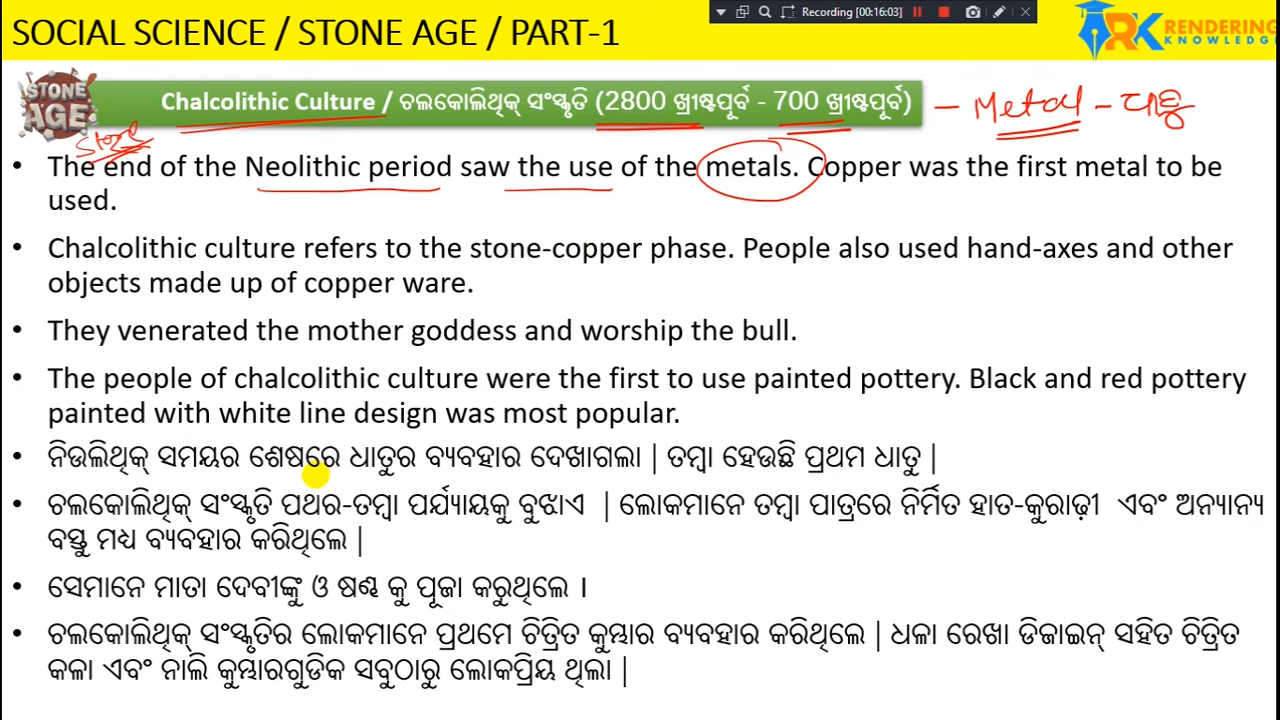 Recording [00:16:03]
SOCIAL SCIENCE / STONE AGE / PART-1
RENDERING
KNOWLEDGE
STONE
AGE
Chalcolithic Culture / ଚଲକୋଲିଥିକ୍ ସଂସ୍କୃତି (2800 ଖ୍ରୀଷ୍ଟପୂର୍ବ - 700 ଖ୍ରୀଷ୍ଟପୂର୍ବ) - Metal - ଧାତୁ
Stone
• The end of the Neolithic period saw the use of the metals. Copper was the first metal to be
used.
• Chalcolithic culture refers to the stone-copper phase. People also used hand-axes and other
objects made up of copper ware.
• They venerated the mother goddess and worship the bull.
• The people of chalcolithic culture were the first to use painted pottery. Black and red pottery
painted with white line design was most popular.
• ନିଉଲିଥିକ୍ ସମୟର ଶେଷରେ ଧାତୁର ବ୍ୟବହାର ଦେଖାଗଲା | ତମ୍ବା ହେଉଛି ପ୍ରଥମ ଧାତୁ |
• ଚଲକୋଲିଥିକ୍ ସଂସ୍କୃତି ପଥର-ତମ୍ବା ପର୍ଯ୍ୟାୟକୁ ବୁଝାଏ | ଲୋକମାନେ ତମ୍ବା ପାତ୍ରରେ ନିର୍ମିତ ହାତ-କୁରାଢ଼ୀ ଏବଂ ଅନ୍ୟାନ୍ୟ
ବସ୍ତୁ ମଧ୍ୟ ବ୍ୟବହାର କରିଥିଲେ |
• ସେମାନେ ମାତା ଦେବୀଙ୍କୁ ଓ ଷଣ୍ଢ କୁ ପୂଜା କରୁଥିଲେ ।
• ଚଲକୋଲିଥିକ୍ ସଂସ୍କୃତିର ଲୋକମାନେ ପ୍ରଥମେ ଚିତ୍ରିତ କୁମ୍ଭାର ବ୍ୟବହାର କରିଥିଲେ | ଧଳା ରେଖା ଡିଜାଇନ୍ ସହିତ ଚିତ୍ରିତ
କଳା ଏବଂ ନାଲି କୁମ୍ଭାରଗୁଡିକ ସବୁଠାରୁ ଲୋକପ୍ରିୟ ଥିଲା |